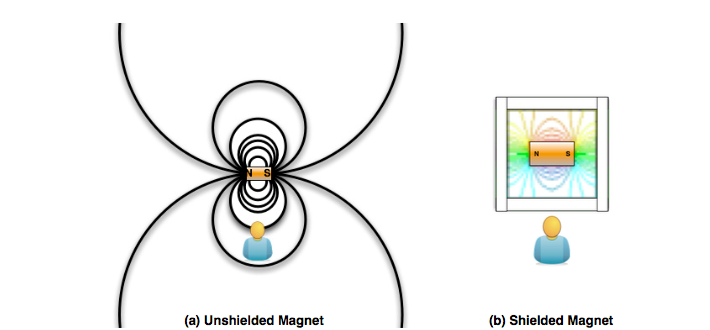 N S
N S
(a) Unshielded Magnet
(b) Shielded Magnet